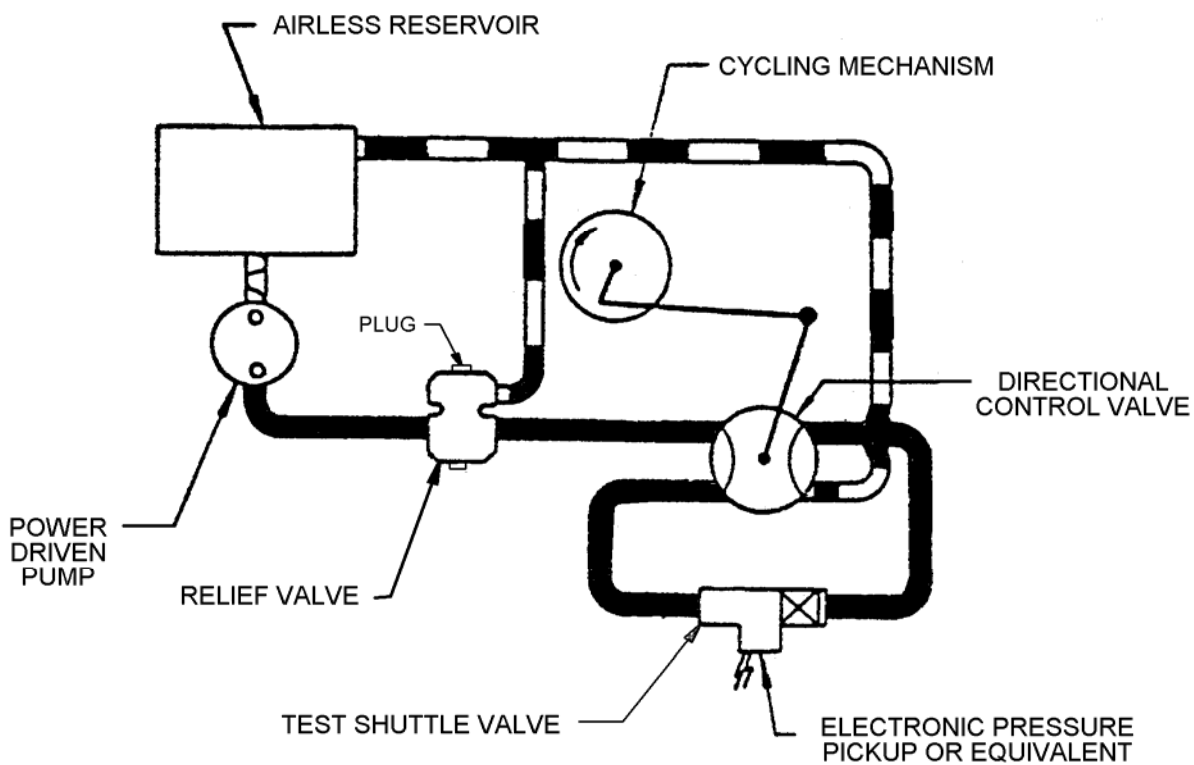 AIRLESS RESERVOIR
CYCLING MECHANISM
PLUG
DIRECTIONAL
CONTROL VALVE
POWER
DRIVEN
PUMP
RELIEF VALVE
TEST SHUTTLE VALVE
ELECTRONIC PRESSURE
PICKUP OR EQUIVALENT